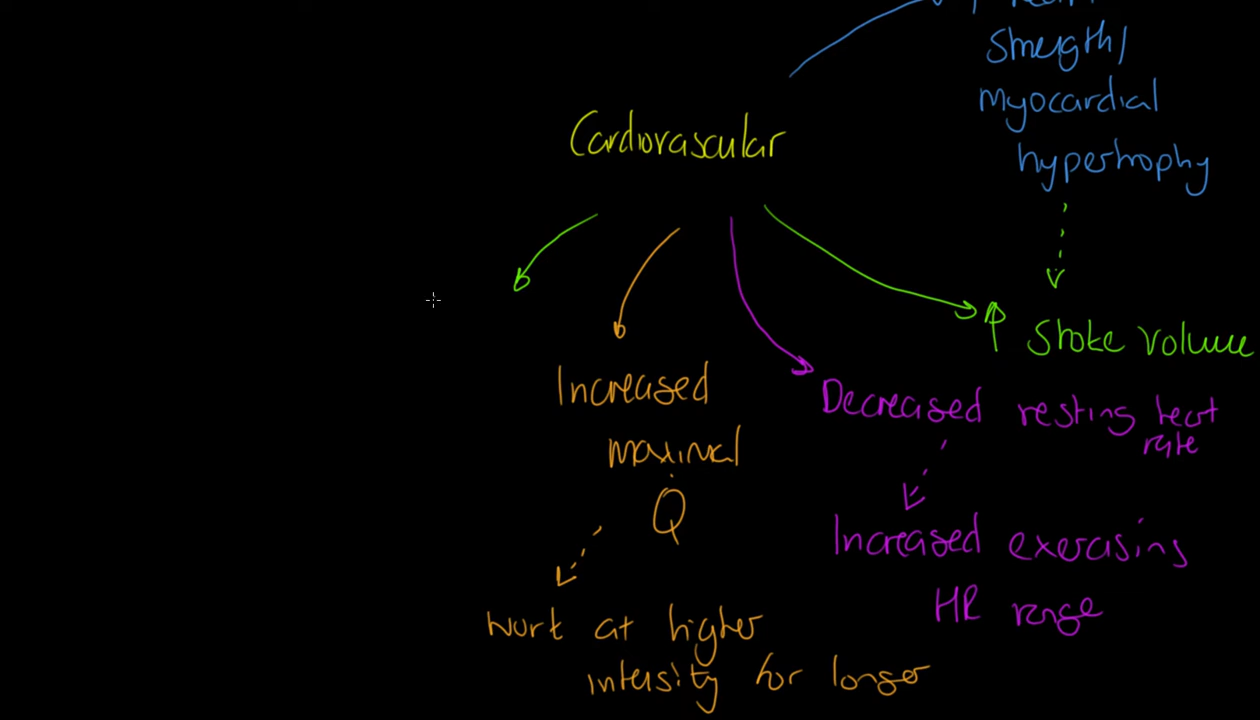 Strength/
myocardial
hypertrophy
Cardiovascular
↑ Stroke volume
Decreased resting heart
rate
Increased exercising
HR range
Increased
maximal
Q̇
Work at higher
intensity for longer